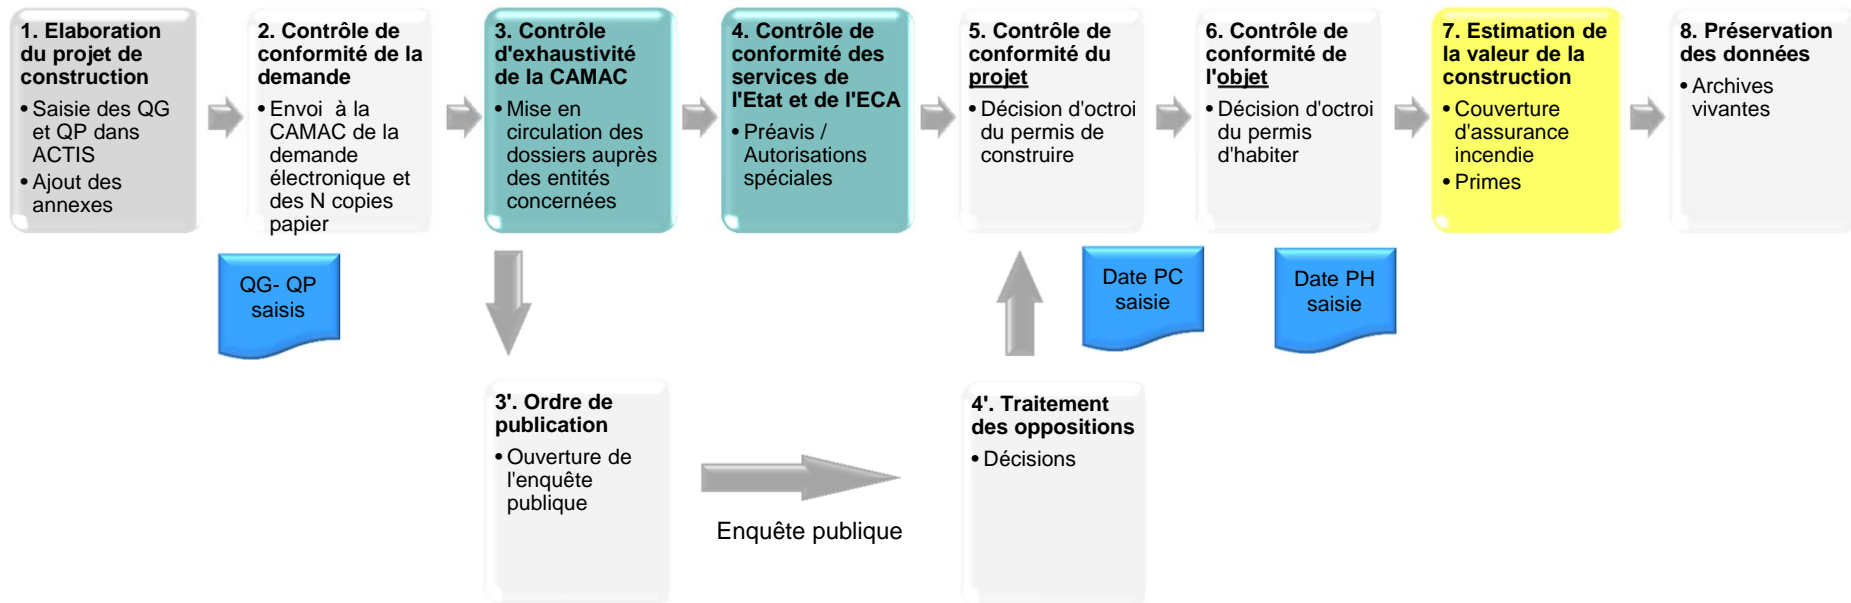 1. Elaboration
du projet de
construction
• Saisie des QG
et QP dans
ACTIS
• Ajout des
annexes
2. Contrôle de
conformité de la
demande
• Envoi à la
CAMAC de la
demande
électronique et
des N copies
papier
3. Contrôle
d'exhaustivité
de la CAMAC
• Mise en
circulation des
dossiers auprès
des entités
concernées
4. Contrôle de
conformité des
services de
l'Etat et de l'ECA
• Préavis /
Autorisations
spéciales
5. Contrôle de
conformité du
projet
• Décision d'octroi
du permis de
construire
6. Contrôle de
conformité de
l'objet
• Décision d'octroi
du permis
d'habiter
7. Estimation de
la valeur de la
construction
• Couverture
d'assurance
incendie
• Primes
8. Préservation
des données
• Archives
vivantes
QG- QP
saisis
Date PC
saisie
Date PH
saisie
3'. Ordre de
publication
• Ouverture de
l'enquête
publique
Enquête publique
4'. Traitement
des oppositions
• Décisions